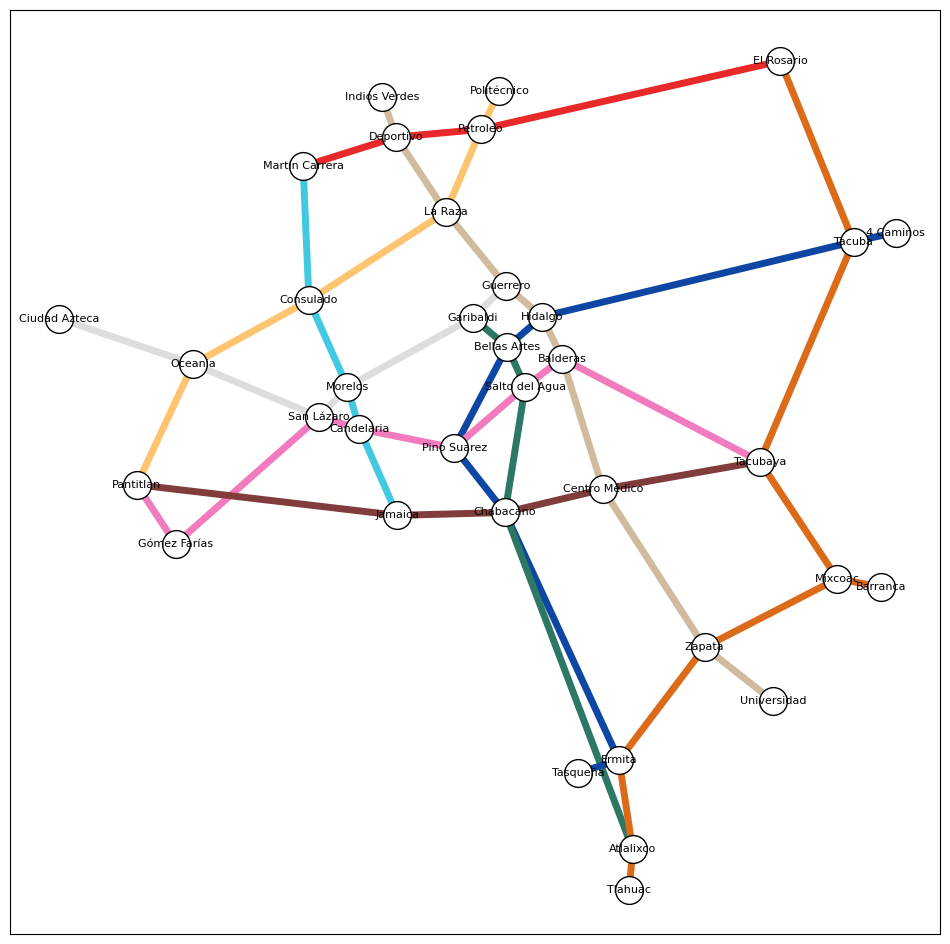 El Rosario
Politécnico
Indios Verdes
Petroleo
Deportivo
Martín Carrera
La Raza
4 Caminos
Tacuba
Guerrero
Consulado
Hidalgo
Garibaldi
Ciudad Azteca
Bellas Artes
Balderas
Oceanía
Morelos
Salto del Agua
San Lázaro
Candelaria
Pino Suárez
Tacubaya
Pantitlán
Centro Médico
Chabacano
Jamaica
Gómez Farías
Mixcoac
Barranca
Zapata
Universidad
Ermita
Tasqueña
Atlalixco
Tlahuac